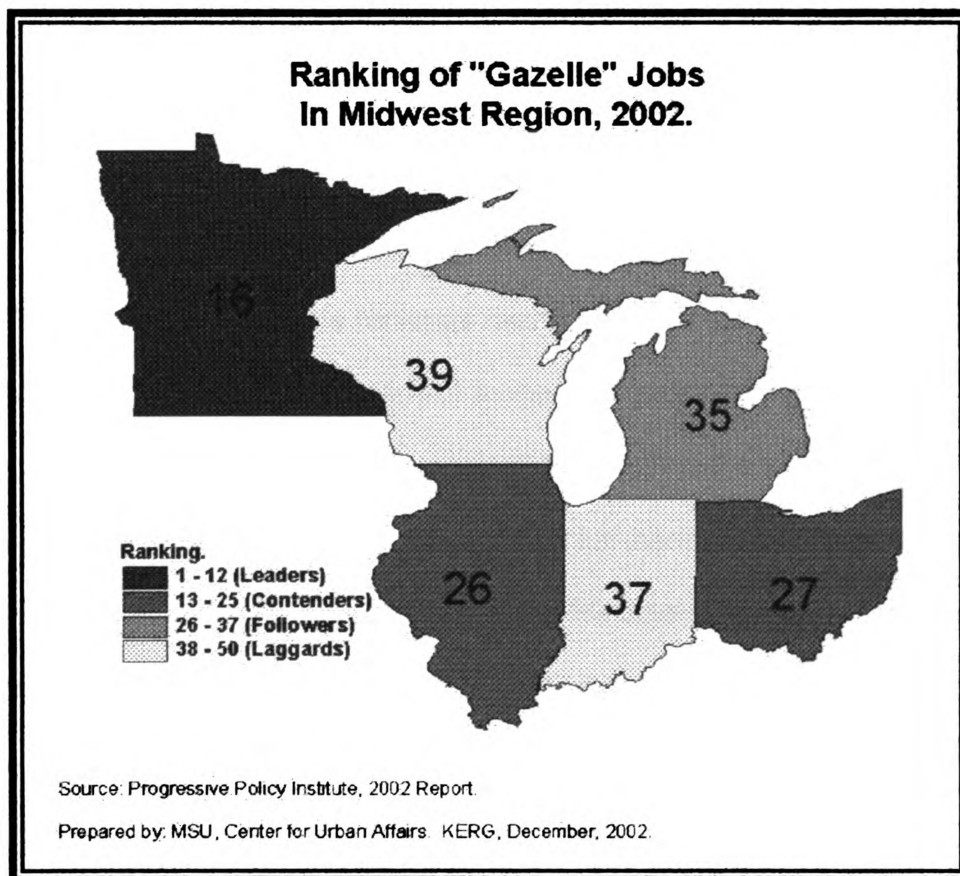 Ranking of "Gazelle" Jobs
In Midwest Region, 2002.
16
39
35
26
37
27
Ranking.
1 - 12 (Leaders)
13 - 25 (Contenders)
26 - 37 (Followers)
38 - 50 (Laggards)
Source: Progressive Policy Institute, 2002 Report.
Prepared by: MSU, Center for Urban Affairs. KERG, December, 2002.